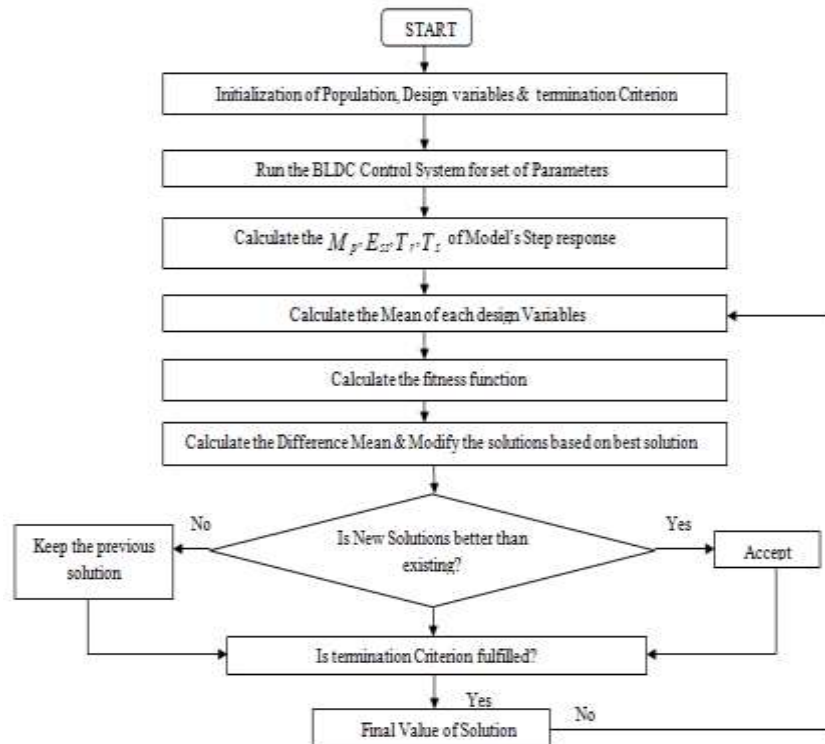 START
Initialization of Population, Design variables & termination Criterion
Run the BLDC Control System for set of Parameters
Calculate the Mp, Ess, Tr, Ts of Model's Step response
Calculate the Mean of each design Variables
Calculate the fitness function
Calculate the Difference Mean & Modify the solutions based on best solution
No
Yes
Keep the previous
solution
Is New Solutions better than
existing?
Accept
Is termination Criterion fulfilled?
Yes
No
Final Value of Solution